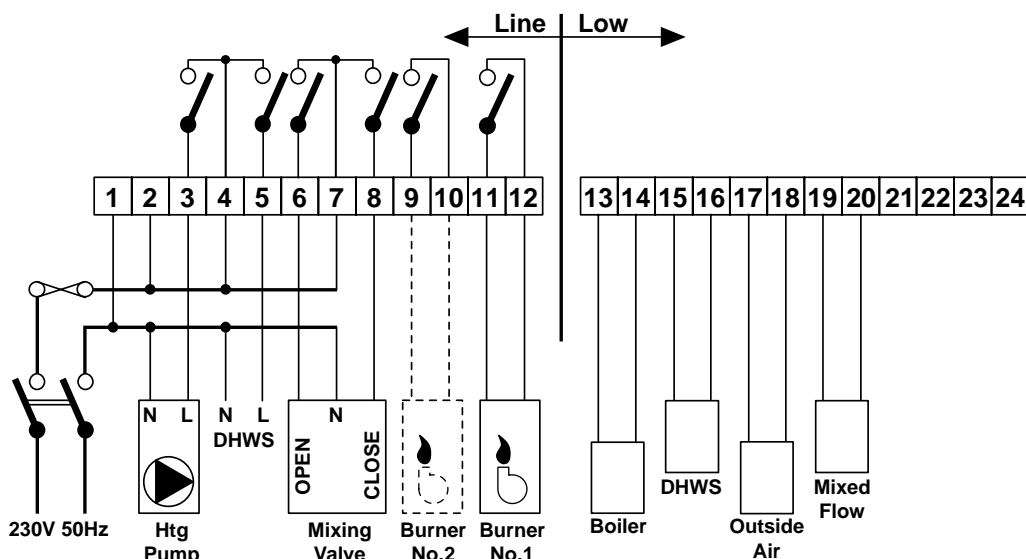 Line Low
1 2 3 4 5 6 7 8 9 10 11 12 13 14 15 16 17 18 19 20 21 22 23 24
N L N L N
DHWS
OPEN
CLOSE
230V 50Hz
Htg
Pump
Mixing
Valve
Burner
No.2
Burner
No.1
Boiler
DHWS
Outside
Air
Mixed
Flow